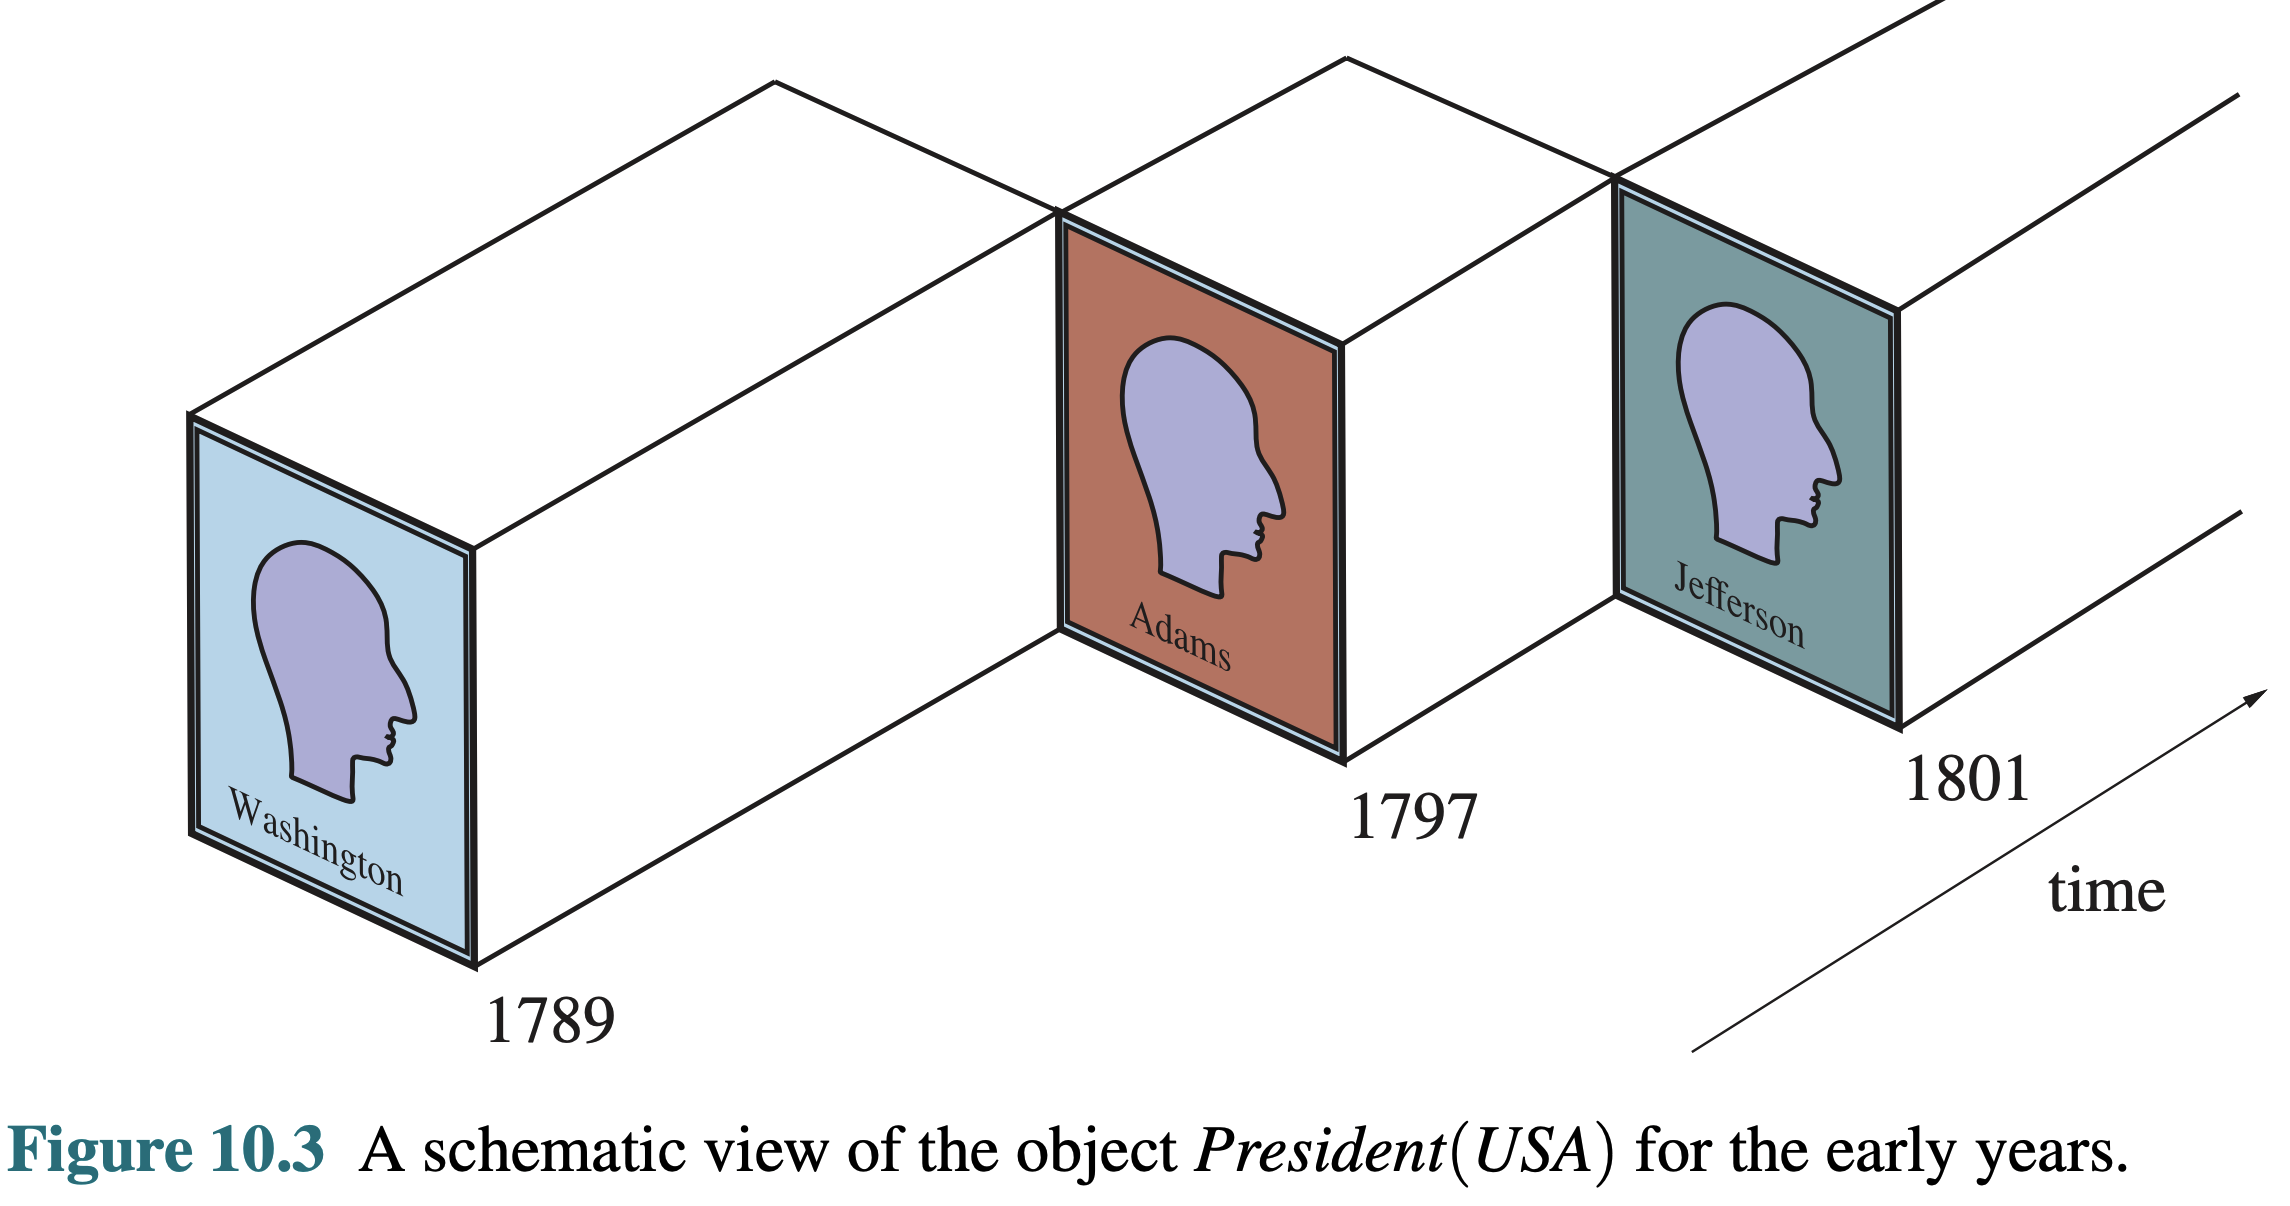 Washington
1789
Adams
1797
Jefferson
1801
time
Figure 10.3 A schematic view of the object President(USA) for the early years.